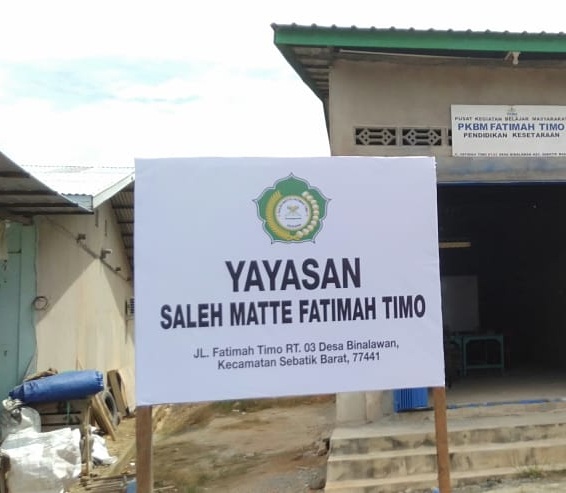 PUSAT KEGIATAN BELAJAR MASYARAKAT
PKBM FATIMAH TIMO
PENDIDIKAN KESETARAAN
YAYASAN
SALEH MATTE FATIMAH TIMO
JL. Fatimah Timo RT. 03 Desa Binalawan,
Kecamatan Sebatik Barat, 77441